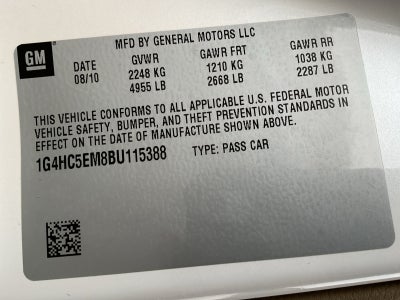 GM
MFD BY GENERAL MOTORS LLC
DATE GVWR GAWR FRT GAWR RR
08/10 2248 KG 1210 KG 1038 KG
4955 LB 2668 LB 2287 LB
THIS VEHICLE CONFORMS TO ALL APPLICABLE U.S. FEDERAL MOTOR
VEHICLE SAFETY, BUMPER, AND THEFT PREVENTION STANDARDS IN
EFFECT ON THE DATE OF MANUFACTURE SHOWN ABOVE.
1G4HC5EM8BU115388 TYPE: PASS CAR